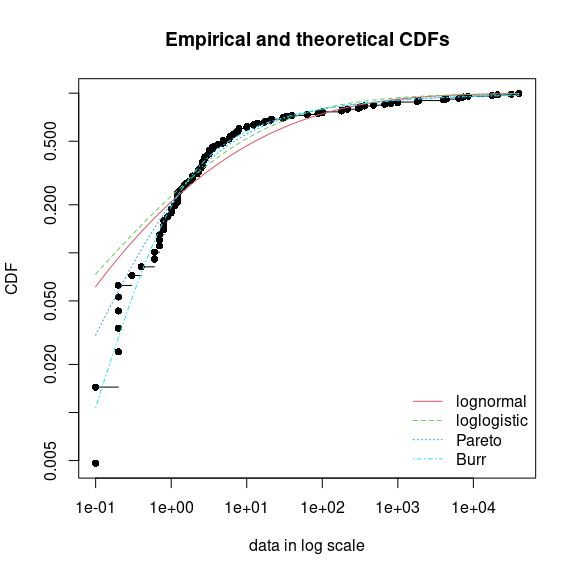 Empirical and theoretical CDFs
CDF
0.500
0.200
0.050
0.020
0.005
lognormal
loglogistic
Pareto
Burr
1e-01 1e+00 1e+01 1e+02 1e+03 1e+04
data in log scale